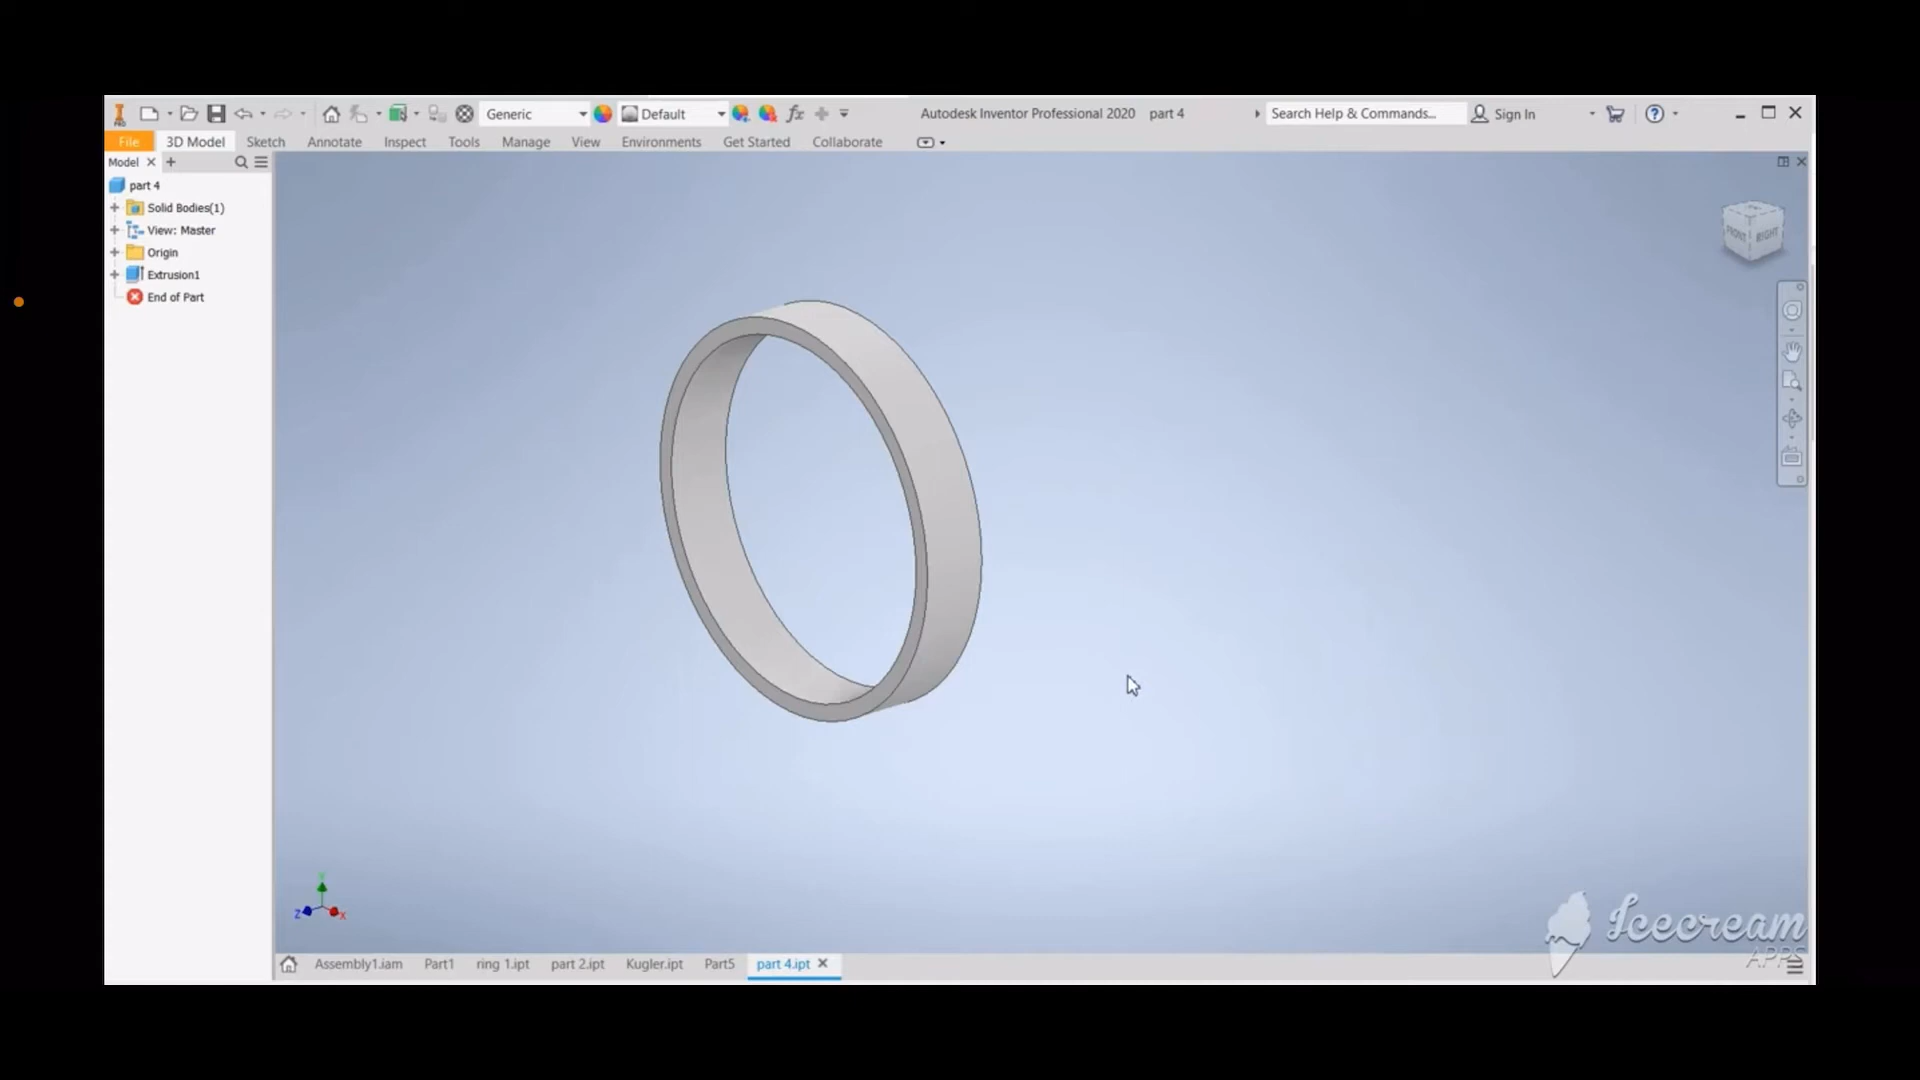 Generic
Default
fx
Autodesk Inventor Professional 2020 part 4
Search Help & Commands...
Sign In
File
3D Model
Sketch
Annotate
Inspect
Tools
Manage
View
Environments
Get Started
Collaborate
Model
part 4
Solid Bodies(1)
View: Master
Origin
Extrusion1
End of Part
FRONT
RIGHT
Y
Z
X
Icecream
APPS
Assembly1.iam
Part1
ring 1.ipt
part 2.ipt
Kugler.ipt
Part5
part 4.ipt